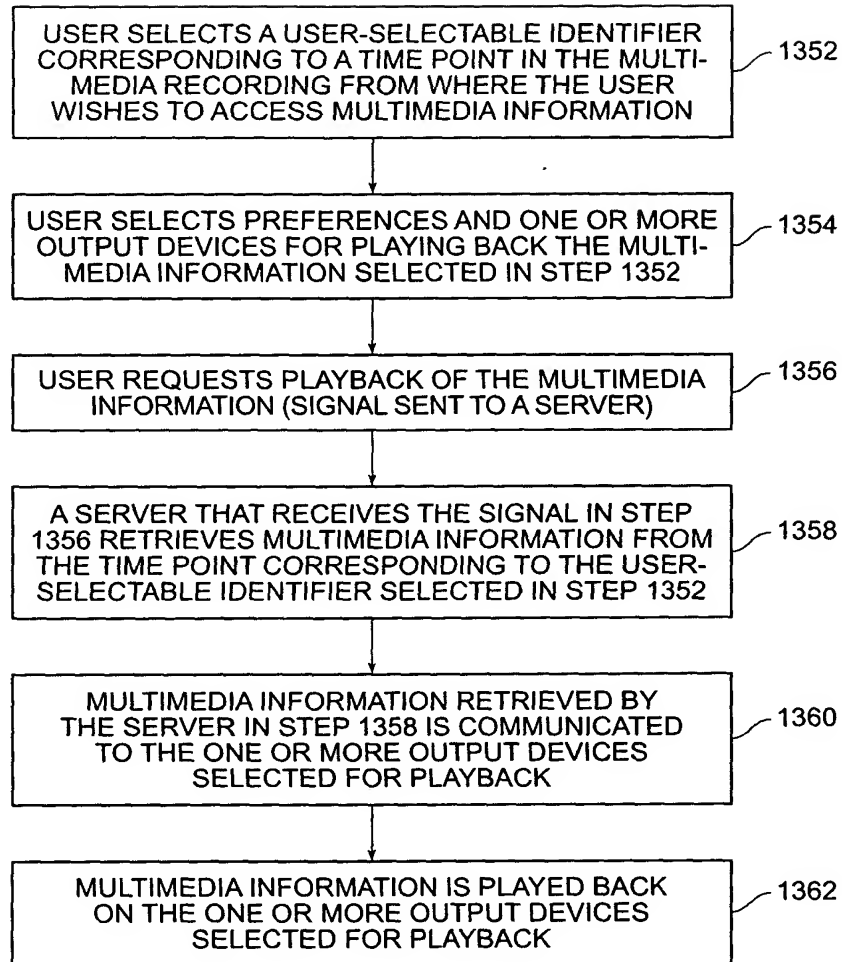 USER SELECTS A USER-SELECTABLE IDENTIFIER
CORRESPONDING TO A TIME POINT IN THE MULTI-
MEDIA RECORDING FROM WHERE THE USER
WISHES TO ACCESS MULTIMEDIA INFORMATION
1352
USER SELECTS PREFERENCES AND ONE OR MORE
OUTPUT DEVICES FOR PLAYING BACK THE MULTI-
MEDIA INFORMATION SELECTED IN STEP 1352
1354
USER REQUESTS PLAYBACK OF THE MULTIMEDIA
INFORMATION (SIGNAL SENT TO A SERVER)
1356
A SERVER THAT RECEIVES THE SIGNAL IN STEP
1356 RETRIEVES MULTIMEDIA INFORMATION FROM
THE TIME POINT CORRESPONDING TO THE USER-
SELECTABLE IDENTIFIER SELECTED IN STEP 1352
1358
MULTIMEDIA INFORMATION RETRIEVED BY
THE SERVER IN STEP 1358 IS COMMUNICATED
TO THE ONE OR MORE OUTPUT DEVICES
SELECTED FOR PLAYBACK
1360
MULTIMEDIA INFORMATION IS PLAYED BACK
ON THE ONE OR MORE OUTPUT DEVICES
SELECTED FOR PLAYBACK
1362